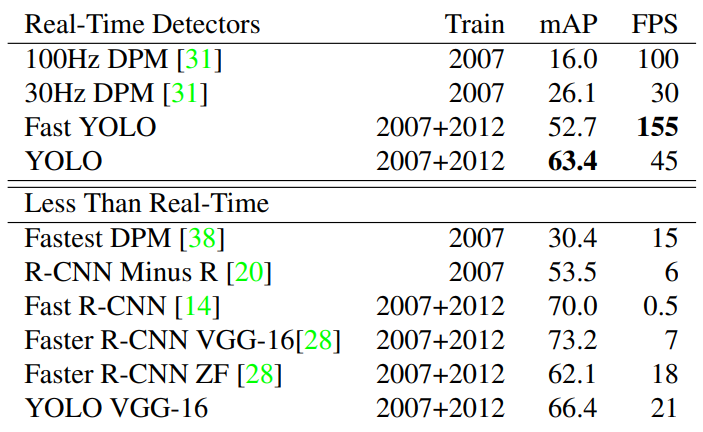 Real-Time Detectors Train mAP FPS
100Hz DPM [31] 2007 16.0 100
30Hz DPM [31] 2007 26.1 30
Fast YOLO 2007+2012 52.7 155
YOLO 2007+2012 63.4 45
Less Than Real-Time
Fastest DPM [38] 2007 30.4 15
R-CNN Minus R [20] 2007 53.5 6
Fast R-CNN [14] 2007+2012 70.0 0.5
Faster R-CNN VGG-16[28] 2007+2012 73.2 7
Faster R-CNN ZF [28] 2007+2012 62.1 18
YOLO VGG-16 2007+2012 66.4 21